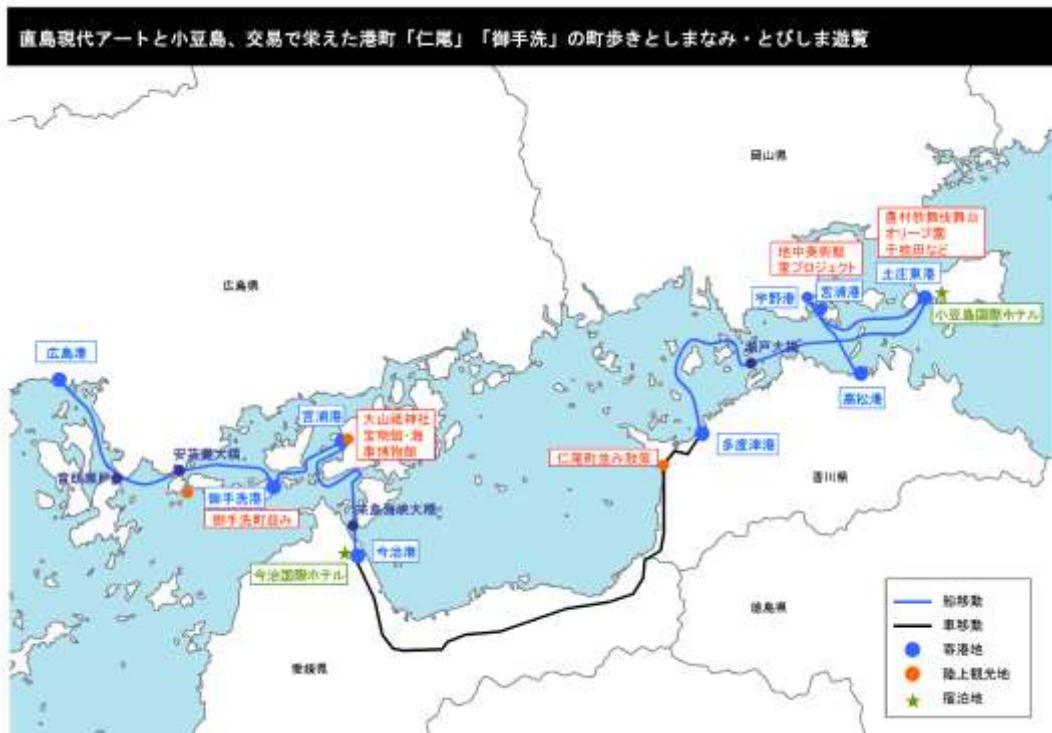 直島現代アートと小豆島、交易で栄えた港町「仁尾」「御手洗」の町歩きとしまなみ・とびしま遊覧
岡山県
農村歌舞伎舞台
オリーブ園
千枚田など
地中美術館
家プロジェクト
土庄東港
宇野港
宮浦港
小豆島国際ホテル
広島県
瀬戸大橋
高松港
広島港
宮浦港
大山祇神社
宝物館・海
事博物館
多度津港
安芸灘大橋
音戸瀬戸
仁尾町並み散策
香川県
御手洗港
御手洗町並み
来島海峡大橋
今治港
今治国際ホテル
徳島県
愛媛県
船移動
車移動
寄港地
陸上観光地
宿泊地